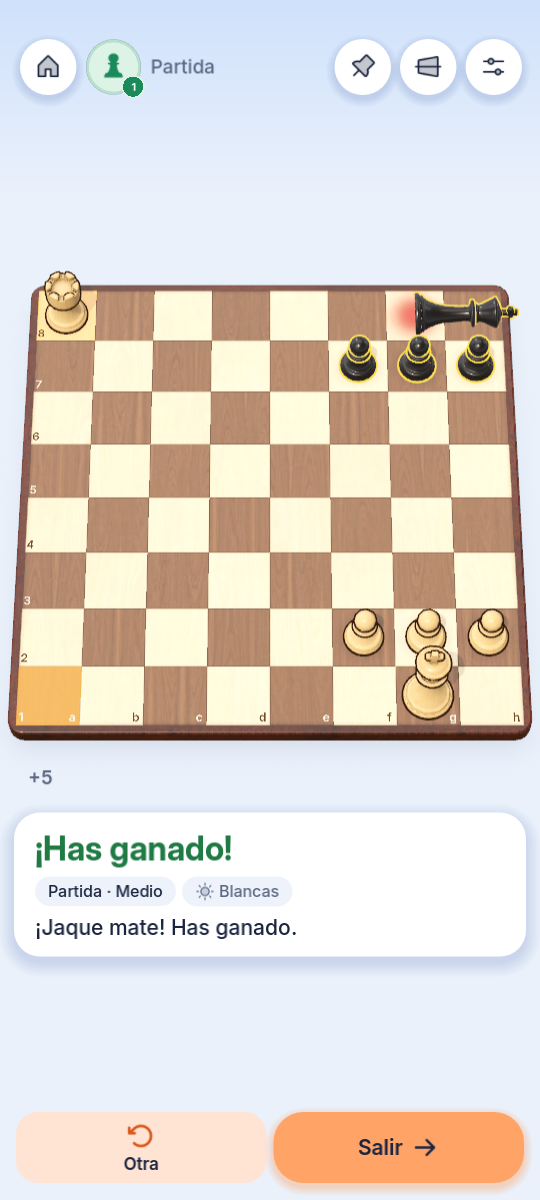 1
Partida
8
7
6
5
4
3
2
1 a b c d e f g h
+5
¡Has ganado!
Partida · Medio
Blancas
¡Jaque mate! Has ganado.
Otra
Salir